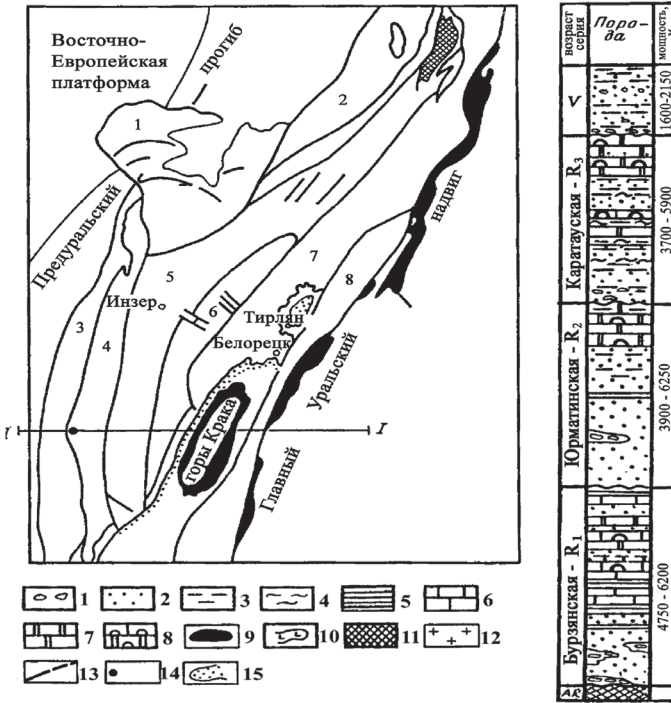 Восточно-
Европейская
платформа
прогиб
1
2
Предуральский
надвиг
5
7
8
Инзер
6
Тирлян
3
4
Белорецк
Уральский
I
I
горы Крака
Главный
1 2 3 4 5 6
7 8 9 10 11 12
13 14 15
возраст
серия
Поро-
да
мощность,
V
1600-2150
Каратауская - R3
3700 - 5900
Юрматинская - R2
3900 - 6250
Бурзянская - R1
4750 - 6200
AR